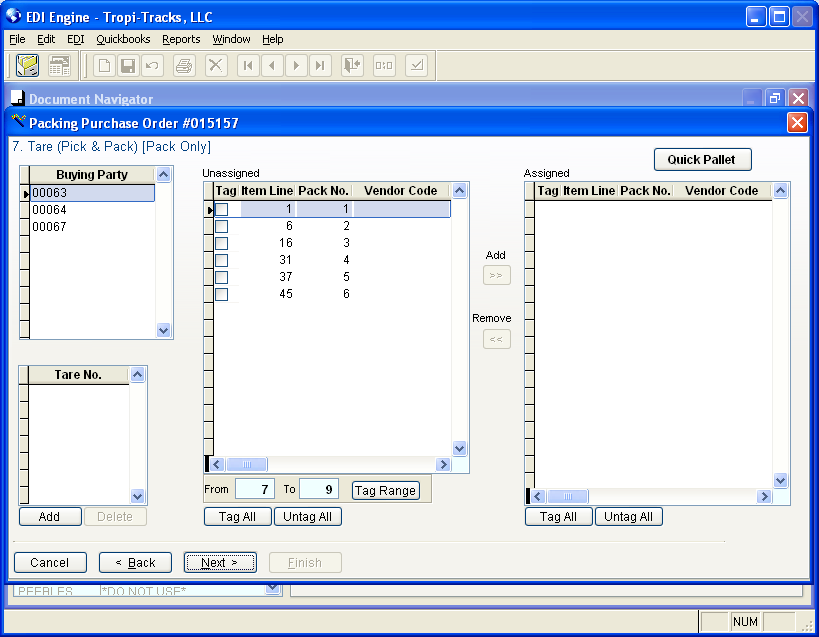 EDI Engine - Tropi-Tracks, LLC
File Edit EDI Quickbooks Reports Window Help
Document Navigator
Packing Purchase Order #015157
7. Tare (Pick & Pack) [Pack Only]
Quick Pallet
Buying Party
00063
00064
00067
Unassigned
Tag Item Line Pack No. Vendor Code
1 1
6 2
16 3
31 4
37 5
45 6
Add
>>
Remove
<<
Assigned
Tag Item Line Pack No. Vendor Code
Tare No.
Add Delete
From 7 To 9 Tag Range
Tag All Untag All
Tag All Untag All
Cancel < Back Next > Finish
PEEBLES *DO NOT USE*
NUM